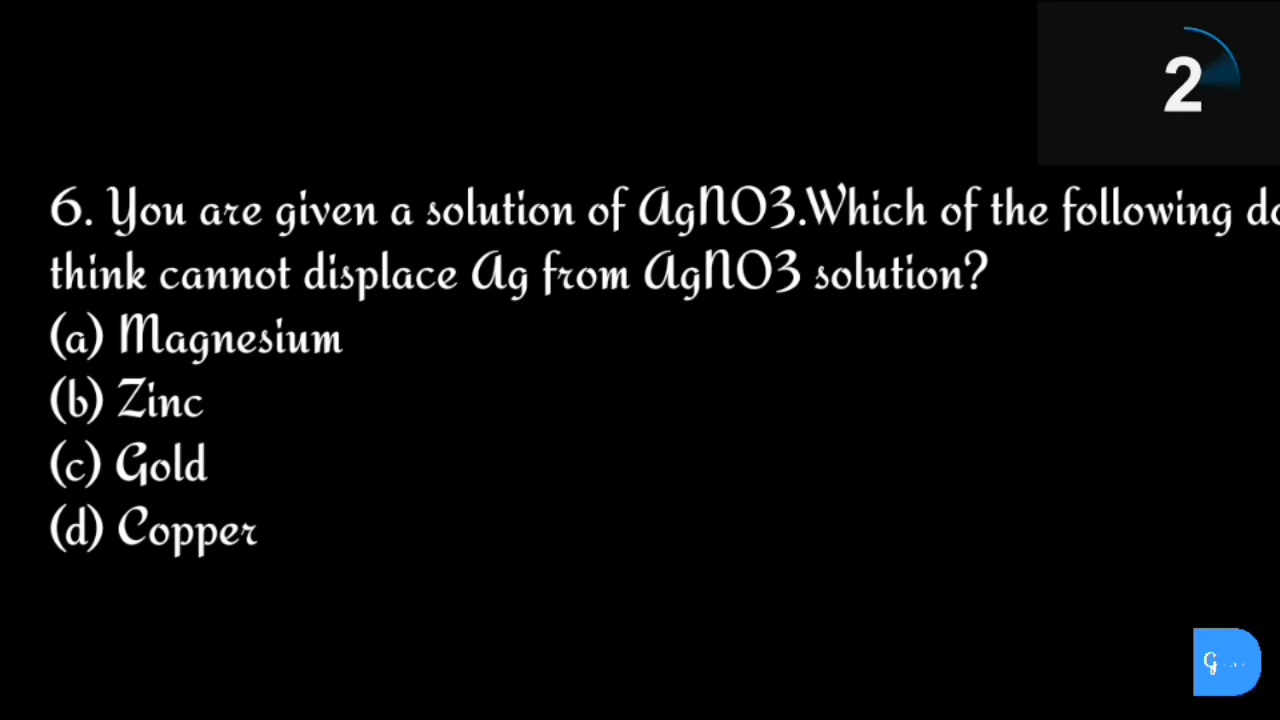 2
6. You are given a solution of AgNO3.Which of the following
think cannot displace Ag from AgNO3 solution?
(a) Magnesium
(b) Zinc
(c) Gold
(d) Copper